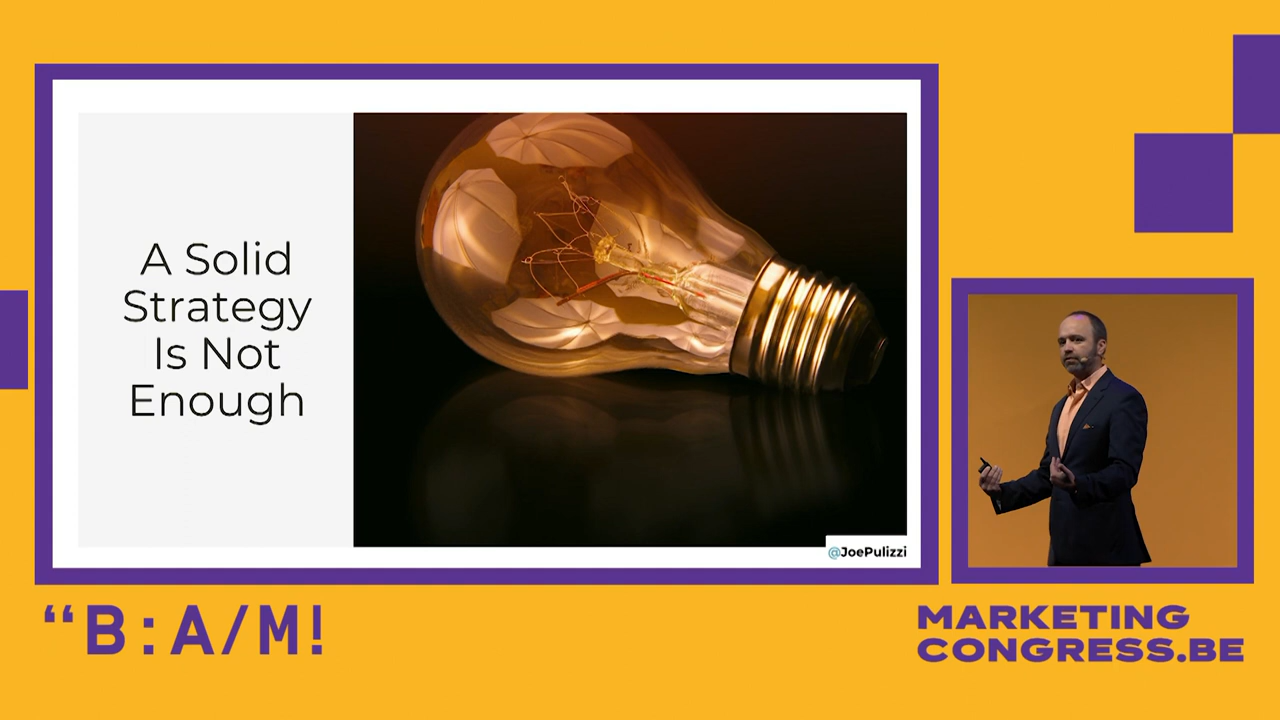 A Solid
Strategy
Is Not
Enough
@JoePulizzi
“B:A/M!
MARKETING
CONGRESS.BE